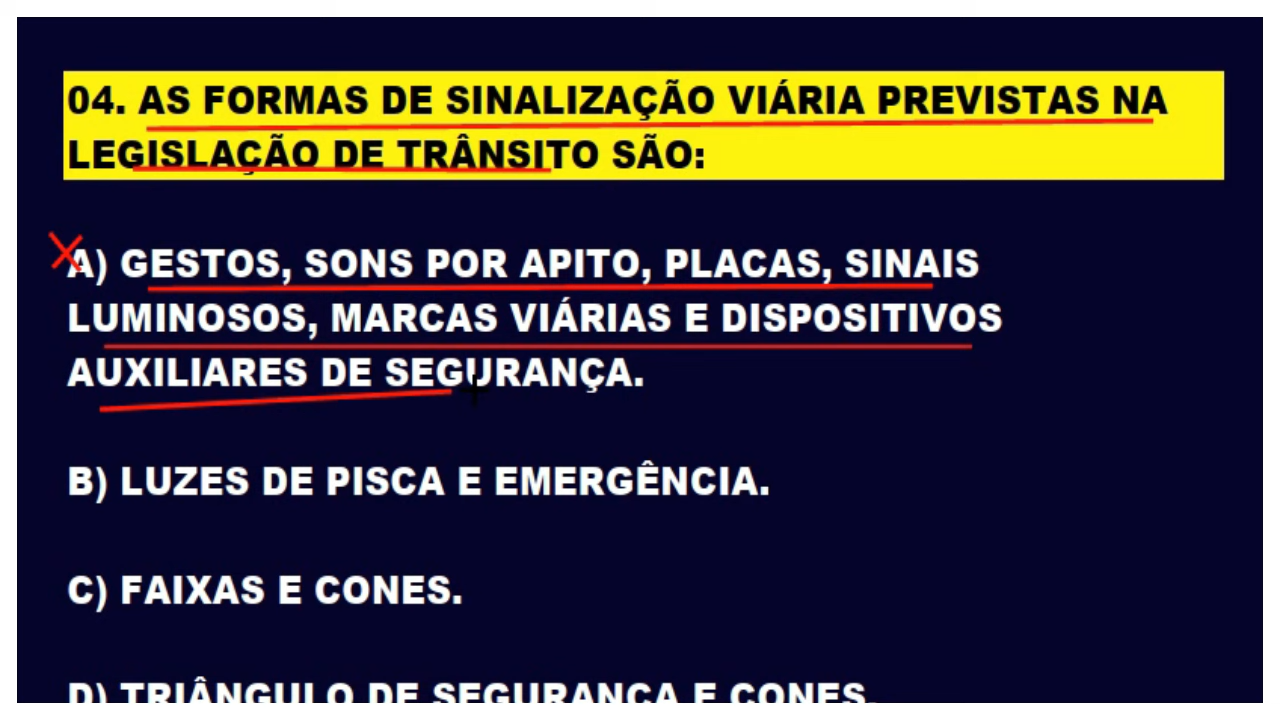 04. AS FORMAS DE SINALIZAÇÃO VIÁRIA PREVISTAS NA
LEGISLAÇÃO DE TRÂNSITO SÃO:
A) GESTOS, SONS POR APITO, PLACAS, SINAIS
LUMINOSOS, MARCAS VIÁRIAS E DISPOSITIVOS
AUXILIARES DE SEGURANÇA.
B) LUZES DE PISCA E EMERGÊNCIA.
C) FAIXAS E CONES.
D) TRIÂNGULO DE SEGURANÇA E CONES.